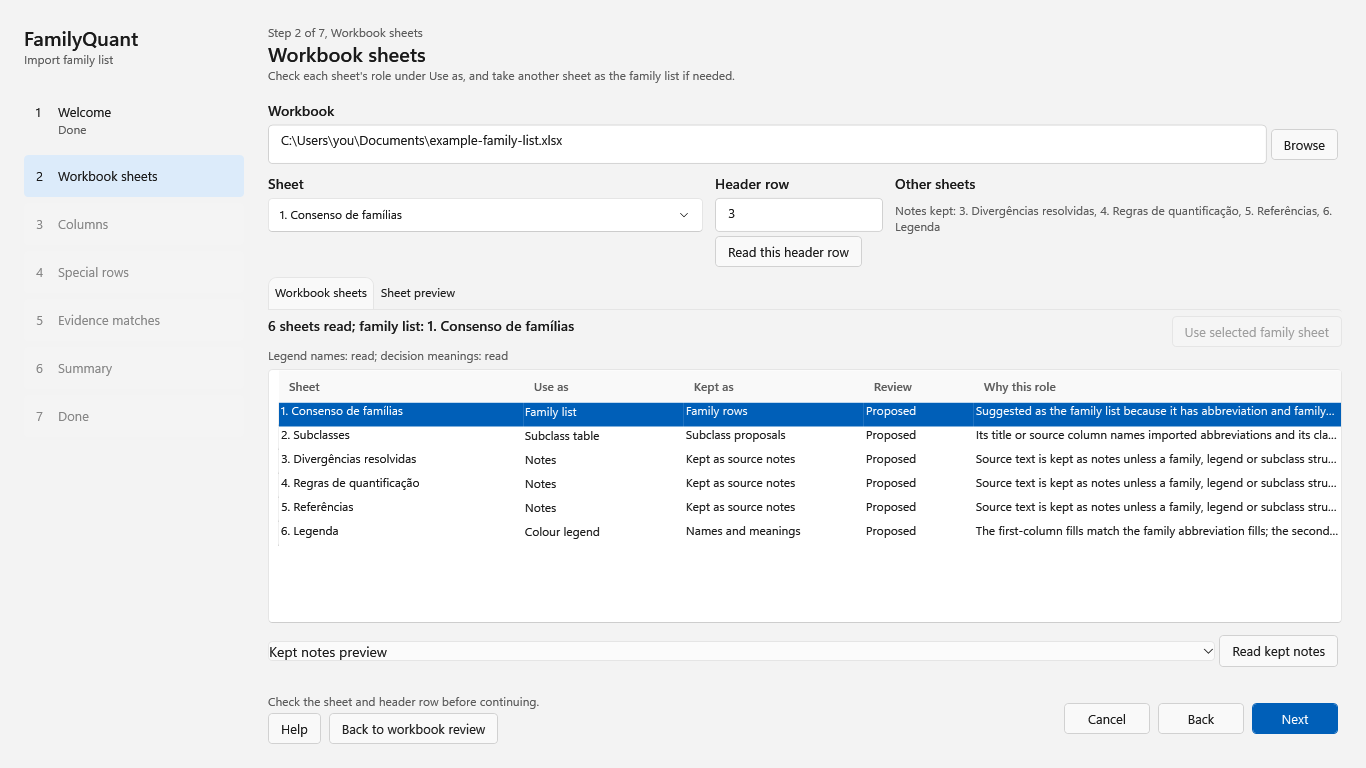 FamilyQuant
Import family list
1 Welcome
Done
2 Workbook sheets
3 Columns
4 Special rows
5 Evidence matches
6 Summary
7 Done
Step 2 of 7, Workbook sheets
Workbook sheets
Check each sheet's role under Use as, and take another sheet as the family list if needed.
Workbook
C:\Users\you\Documents\example-family-list.xlsx
Browse
Sheet
1. Consenso de famílias
Header row
3
Read this header row
Other sheets
Notes kept: 3. Divergências resolvidas, 4. Regras de quantificação, 5. Referências, 6.
Legenda
Workbook sheets Sheet preview
6 sheets read; family list: 1. Consenso de famílias
Use selected family sheet
Legend names: read; decision meanings: read
Sheet Use as Kept as Review Why this role
1. Consenso de famílias Family list Family rows Proposed Suggested as the family list because it has abbreviation and family...
2. Subclasses Subclass table Subclass proposals Proposed Its title or source column names imported abbreviations and its cla...
3. Divergências resolvidas Notes Kept as source notes Proposed Source text is kept as notes unless a family, legend or subclass stru...
4. Regras de quantificação Notes Kept as source notes Proposed Source text is kept as notes unless a family, legend or subclass stru...
5. Referências Notes Kept as source notes Proposed Source text is kept as notes unless a family, legend or subclass stru...
6. Legenda Colour legend Names and meanings Proposed The first-column fills match the family abbreviation fills; the second...
Kept notes preview
Read kept notes
Check the sheet and header row before continuing.
Help Back to workbook review Cancel Back Next